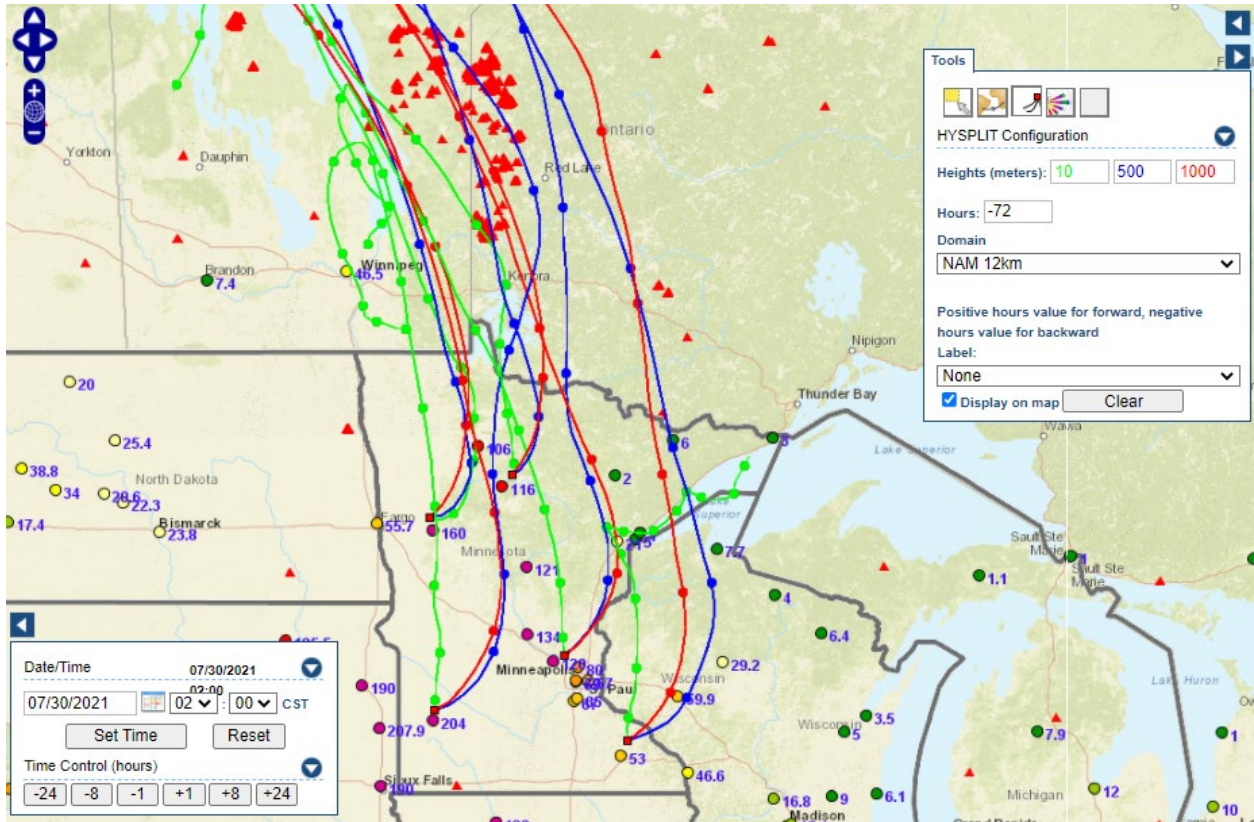 Tools
HYSPLIT Configuration
Heights (meters): 10 500 1000
Hours: -72
Domain
NAM 12km
Positive hours value for forward, negative
hours value for backward
Label:
None
Display on map Clear
Ontario
Yorkton
Dauphin
Red Lake
Brandon
7.4
Winnipeg
46.5
Kenora
Nipigon
Thunder Bay
Wawa
Lake Superior
20
25.4
38.8
34
North Dakota
22.3
17.4
Bismarck
23.8
Fargo
55.7
106
116
160
6
3
2
Lake
Superior
Minnesota
121
7.7
Sault Ste
Marie
1
Sault Ste
Marie
1.1
4
134
6.4
Minneapolis
80
29.2
Wisconsin
Lake Huron
190
204
207.9
3.5
Wisconsin
5
7.9
1
53
46.6
Sioux Falls
190
16.8
9
6.1
Madison
Michigan
12
10
Date/Time
07/30/2021
07/30/2021 02 : 00 CST
Set Time Reset
Time Control (hours)
-24 -8 -1 +1 +8 +24